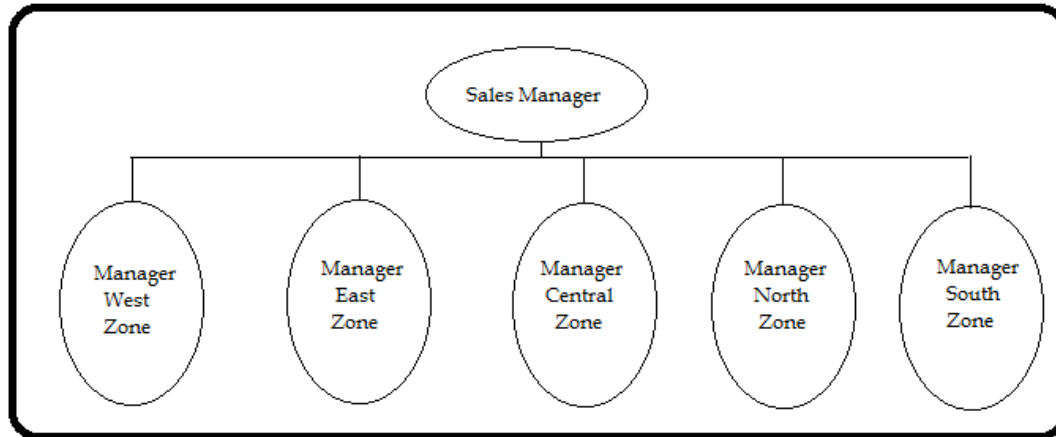 Sales Manager
Manager
West
Zone
Manager
East
Zone
Manager
Central
Zone
Manager
North
Zone
Manager
South
Zone